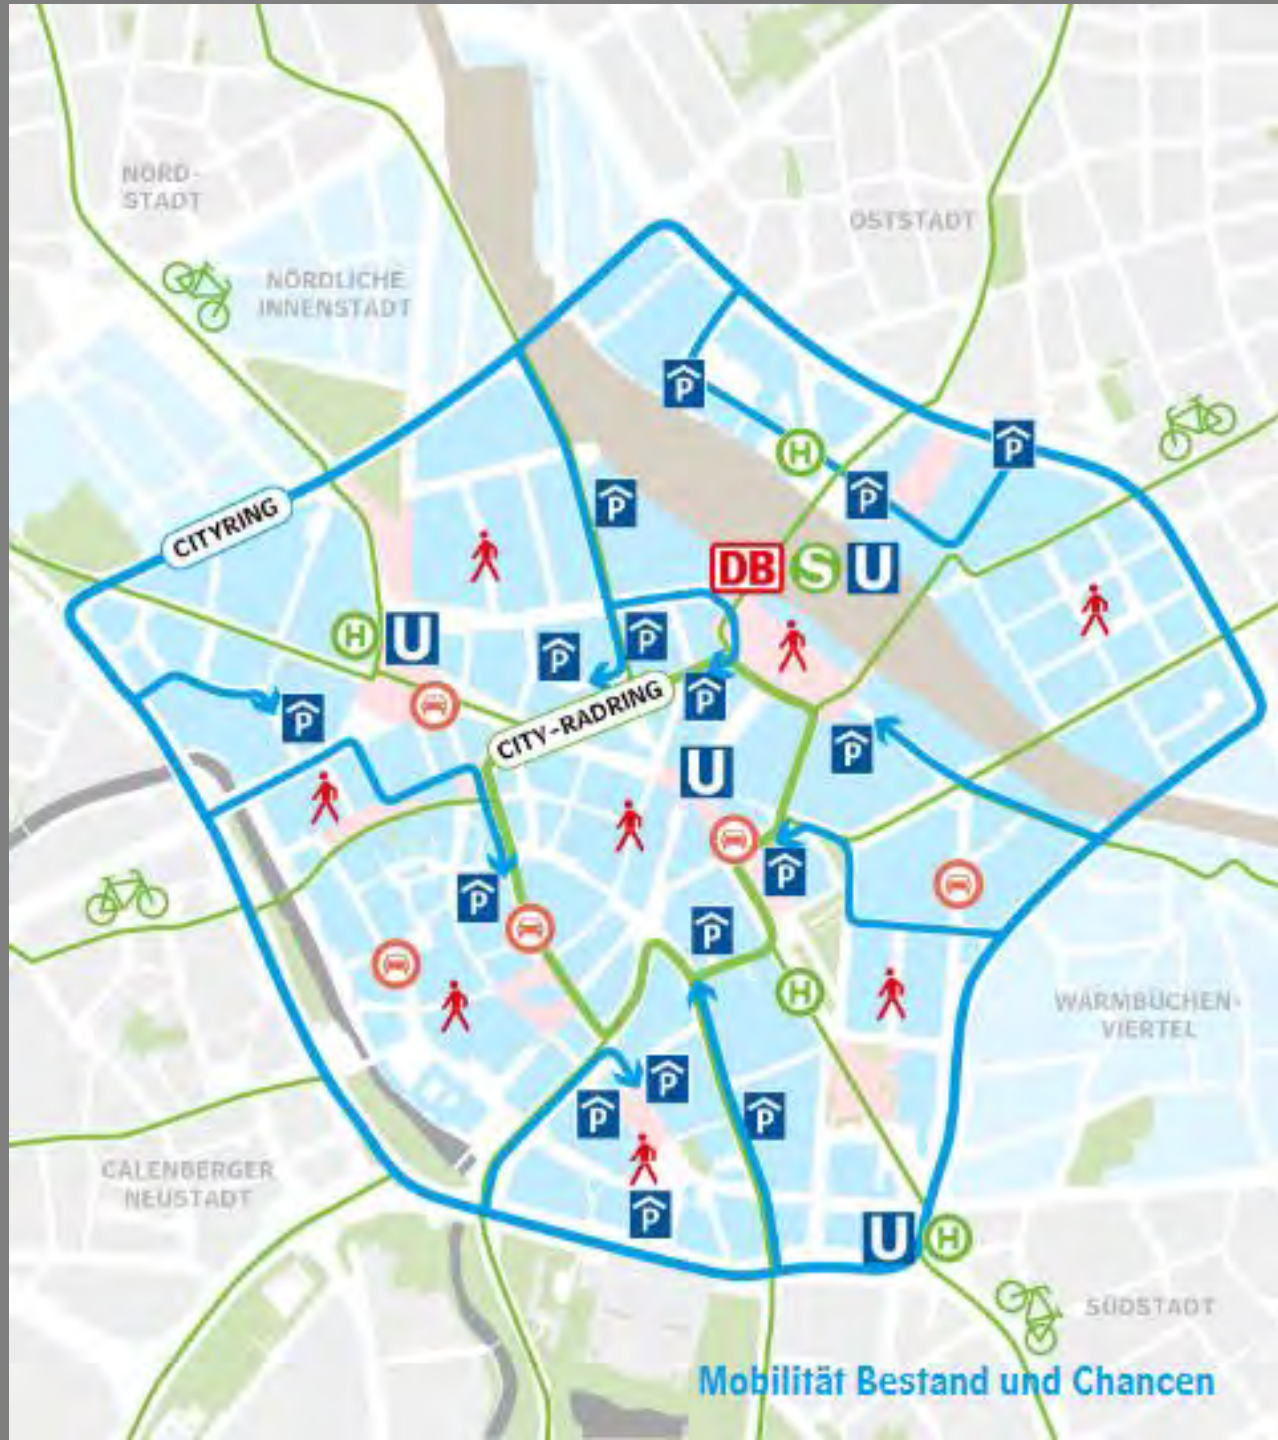 NORD-
STADT
OSTSTADT
NÖRDLICHE
INNENSTADT
P
P
H
P
P
CITYRING
DB S U
H U
P
P
P
CITY-RADRING
P
U
P
P
P
P
H
WARMBÜCHEN-
VIERTEL
P
P
P
CALENBERGER
NEUSTADT
P
U H
SÜDSTADT
Mobilität Bestand und Chancen